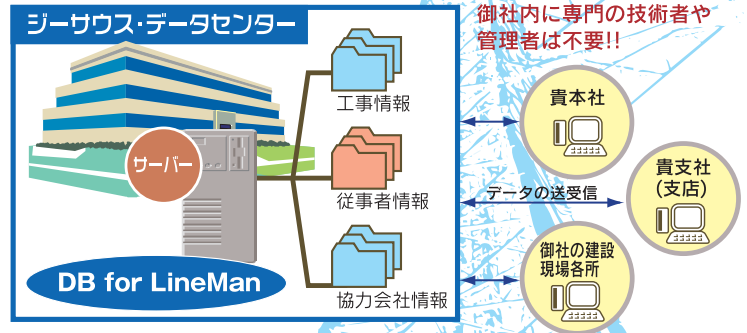 ジーサウス・データセンター
御社内に専門の技術者や
管理者は不要!!
工事情報
貴本社
サーバー
従事者情報
データの送受信
貴支社
(支店)
DB for LineMan
協力会社情報
御社の建設
現場各所